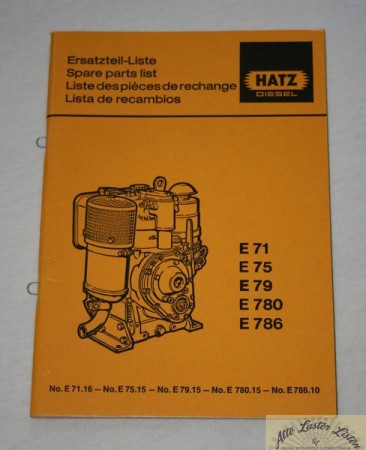 Ersatzteil-Liste
Spare parts list
Liste des pièces de rechange
Lista de recambios
HATZ
DIESEL
E 71
E 75
E 79
E 780
E 786
No. E 71.16 – No. E 75.15 – No. E 79.15 – No. E 780.15 – No. E 786.10
Alte Laster Listen